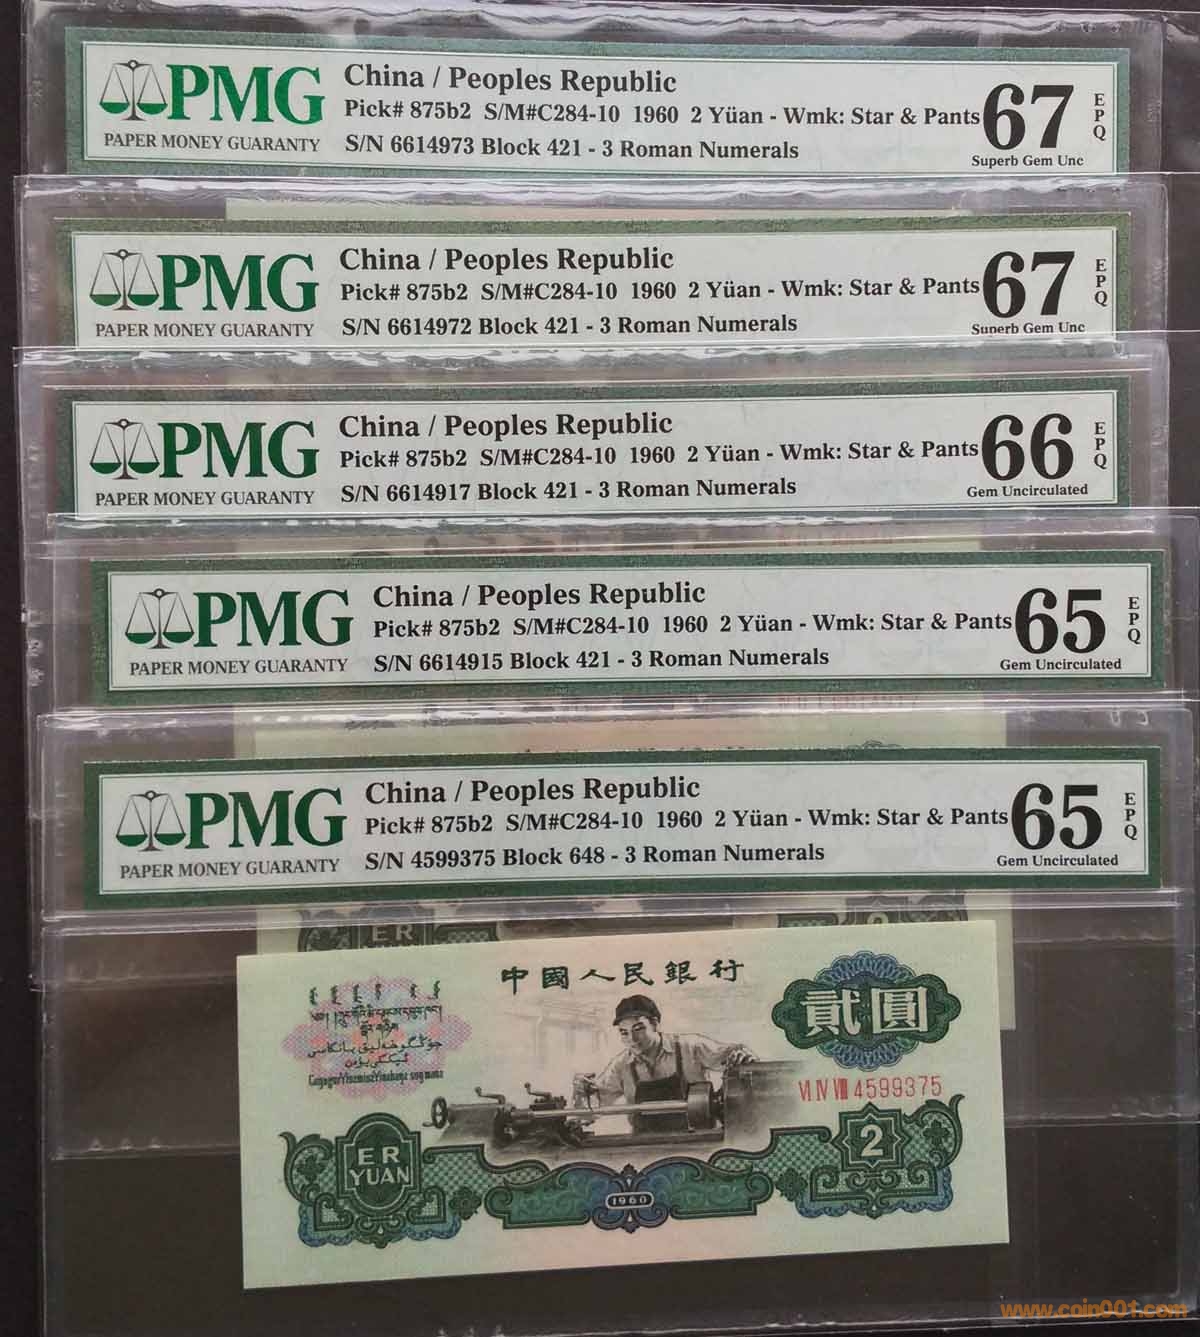 PMG
PAPER MONEY GUARANTY
China / Peoples Republic
Pick# 875b2 S/M#C284-10 1960 2 Yüan - Wmk: Star & Pants
S/N 6614973 Block 421 - 3 Roman Numerals
67
EPQ
Superb Gem Unc
PMG
PAPER MONEY GUARANTY
China / Peoples Republic
Pick# 875b2 S/M#C284-10 1960 2 Yüan - Wmk: Star & Pants
S/N 6614972 Block 421 - 3 Roman Numerals
67
EPQ
Superb Gem Unc
PMG
PAPER MONEY GUARANTY
China / Peoples Republic
Pick# 875b2 S/M#C284-10 1960 2 Yüan - Wmk: Star & Pants
S/N 6614917 Block 421 - 3 Roman Numerals
66
EPQ
Gem Uncirculated
PMG
PAPER MONEY GUARANTY
China / Peoples Republic
Pick# 875b2 S/M#C284-10 1960 2 Yüan - Wmk: Star & Pants
S/N 6614915 Block 421 - 3 Roman Numerals
65
EPQ
Gem Uncirculated
PMG
PAPER MONEY GUARANTY
China / Peoples Republic
Pick# 875b2 S/M#C284-10 1960 2 Yüan - Wmk: Star & Pants
S/N 4599375 Block 648 - 3 Roman Numerals
65
EPQ
Gem Uncirculated
ER
2
中國人民銀行
貳圓
VI IV VIII 4599375
ER
YUAN
2
1960
www.coin001.com